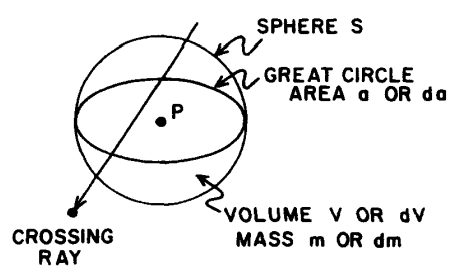 SPHERE S
GREAT CIRCLE
AREA a OR da
P
VOLUME V OR dV
MASS m OR dm
CROSSING
RAY